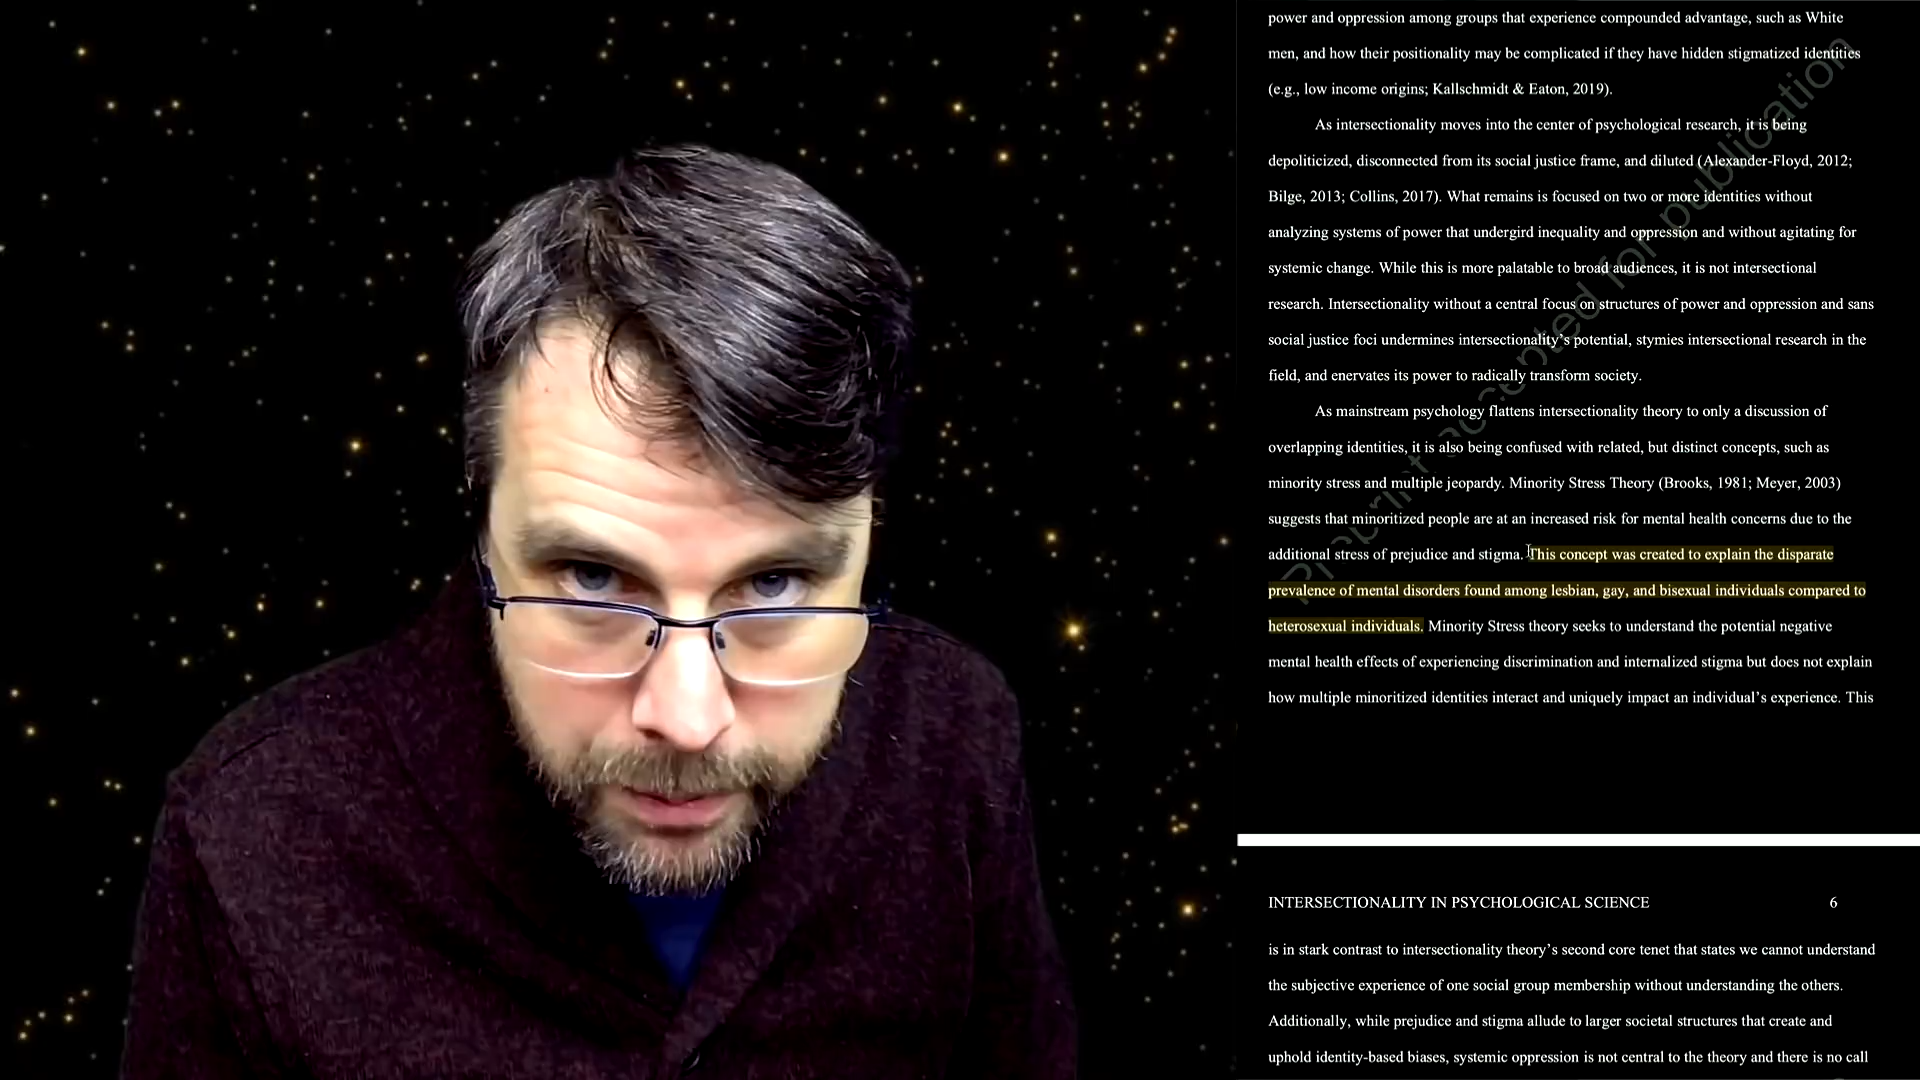 power and oppression among groups that experience compounded advantage, such as White
men, and how their positionality may be complicated if they have hidden stigmatized identities
(e.g., low income origins; Kallschmidt & Eaton, 2019).
As intersectionality moves into the center of psychological research, it is being
depoliticized, disconnected from its social justice frame, and diluted (Alexander-Floyd, 2012;
Bilge, 2013; Collins, 2017). What remains is focused on two or more identities without
analyzing systems of power that undergird inequality and oppression and without agitating for
systemic change. While this is more palatable to broad audiences, it is not intersectional
research. Intersectionality without a central focus on structures of power and oppression and sans
social justice foci undermines intersectionality’s potential, stymies intersectional research in the
field, and enervates its power to radically transform society.
As mainstream psychology flattens intersectionality theory to only a discussion of
overlapping identities, it is also being confused with related, but distinct concepts, such as
minority stress and multiple jeopardy. Minority Stress Theory (Brooks, 1981; Meyer, 2003)
suggests that minoritized people are at an increased risk for mental health concerns due to the
additional stress of prejudice and stigma. This concept was created to explain the disparate
prevalence of mental disorders found among lesbian, gay, and bisexual individuals compared to
heterosexual individuals. Minority Stress theory seeks to understand the potential negative
mental health effects of experiencing discrimination and internalized stigma but does not explain
how multiple minoritized identities interact and uniquely impact an individual’s experience. This
Preprint accepted for publication
INTERSECTIONALITY IN PSYCHOLOGICAL SCIENCE 6
is in stark contrast to intersectionality theory’s second core tenet that states we cannot understand
the subjective experience of one social group membership without understanding the others.
Additionally, while prejudice and stigma allude to larger societal structures that create and
uphold identity-based biases, systemic oppression is not central to the theory and there is no call